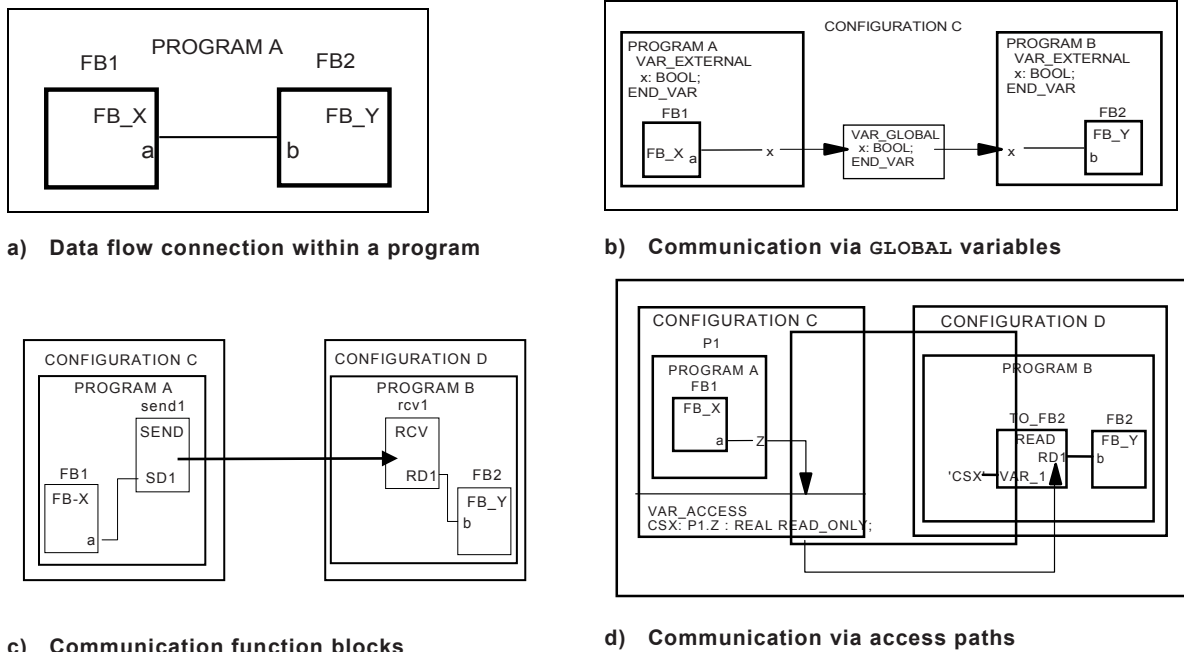 PROGRAM A
FB1 FB2
FB_X FB_Y
a b
a) Data flow connection within a program
CONFIGURATION C
PROGRAM A
VAR_EXTERNAL
x: BOOL;
END_VAR
FB1
FB_X a
x
VAR_GLOBAL
x: BOOL;
END_VAR
PROGRAM B
VAR_EXTERNAL
x: BOOL;
END_VAR
FB2
FB_Y
x
b
b) Communication via GLOBAL variables
CONFIGURATION C
PROGRAM A
send1
SEND
SD1
FB1
FB-X
a
CONFIGURATION D
PROGRAM B
rcv1
RCV
RD1
FB2
FB_Y
b
c) Communication function blocks
CONFIGURATION C
P1
PROGRAM A
FB1
FB_X
a Z
VAR_ACCESS
CSX: P1.Z : REAL READ_ONLY;
CONFIGURATION D
PROGRAM B
TO_FB2 FB2
READ FB_Y
RD1 b
'CSX' VAR_1
d) Communication via access paths